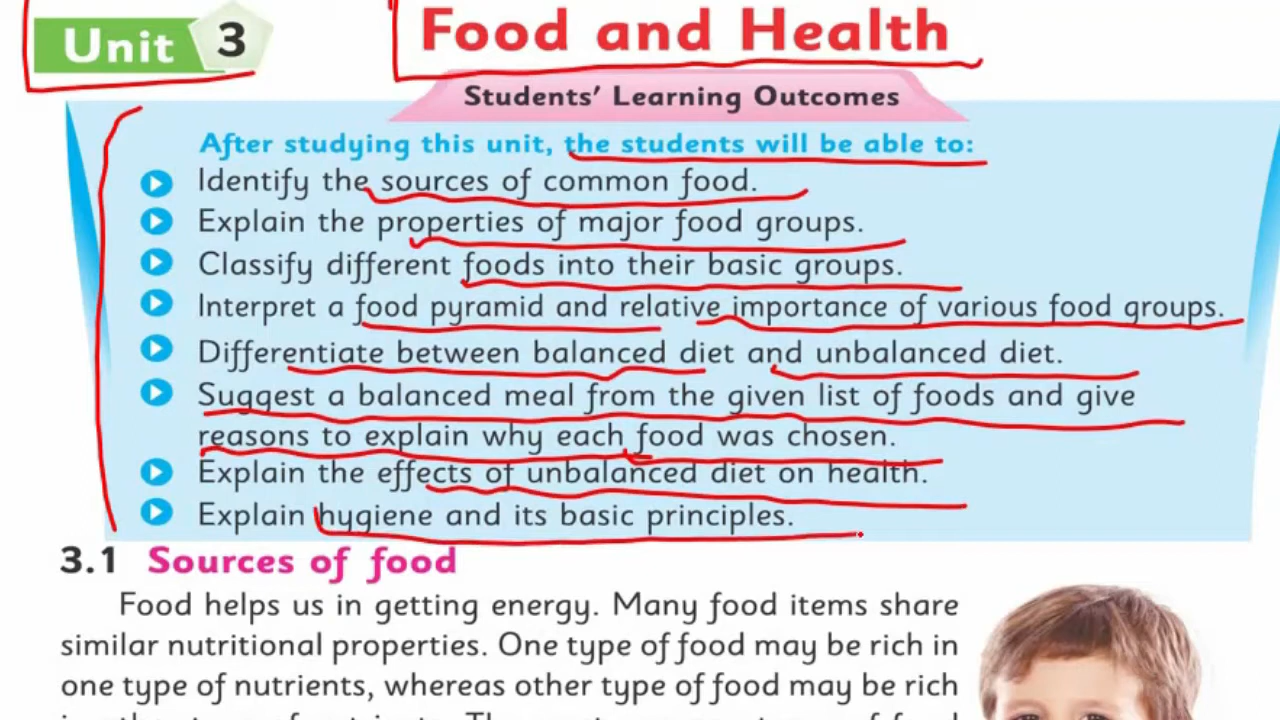 Unit 3
Food and Health
Students' Learning Outcomes
After studying this unit, the students will be able to:
Identify the sources of common food.
Explain the properties of major food groups.
Classify different foods into their basic groups.
Interpret a food pyramid and relative importance of various food groups.
Differentiate between balanced diet and unbalanced diet.
Suggest a balanced meal from the given list of foods and give
reasons to explain why each food was chosen.
Explain the effects of unbalanced diet on health.
Explain hygiene and its basic principles.
3.1 Sources of food
Food helps us in getting energy. Many food items share
similar nutritional properties. One type of food may be rich in
one type of nutrients, whereas other type of food may be rich